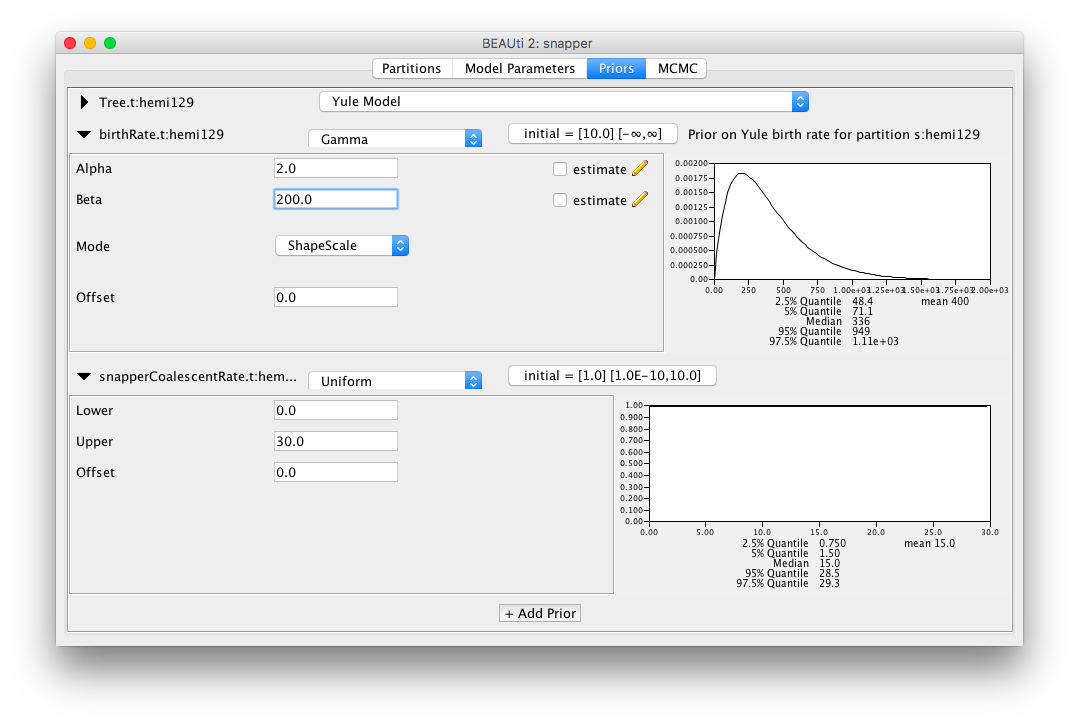 BEAUti 2: snapper
Partitions Model Parameters Priors MCMC
Tree.t:hemi129 Yule Model
birthRate.t:hemi129 Gamma initial = [10.0] [-∞,∞] Prior on Yule birth rate for partition s:hemi129
Alpha 2.0 estimate
Beta 200.0 estimate
Mode ShapeScale
Offset 0.0
0.00200
0.00175
0.00150
0.00125
0.00100
0.000750
0.000500
0.000250
0.00
0.00 250 500 750 1.00e+03 1.25e+03 1.50e+03 1.75e+03 2.00e+03
2.5% Quantile 48.4 mean 400
5% Quantile 71.1
Median 336
95% Quantile 949
97.5% Quantile 1.11e+03
snapperCoalescentRate.t:hem... Uniform initial = [1.0] [1.0E-10,10.0]
Lower 0.0
Upper 30.0
Offset 0.0
1.00
0.900
0.800
0.700
0.600
0.500
0.400
0.300
0.200
0.100
0.00
0.00 5.00 10.0 15.0 20.0 25.0 30.0
2.5% Quantile 0.750 mean 15.0
5% Quantile 1.50
Median 15.0
95% Quantile 28.5
97.5% Quantile 29.3
+ Add Prior